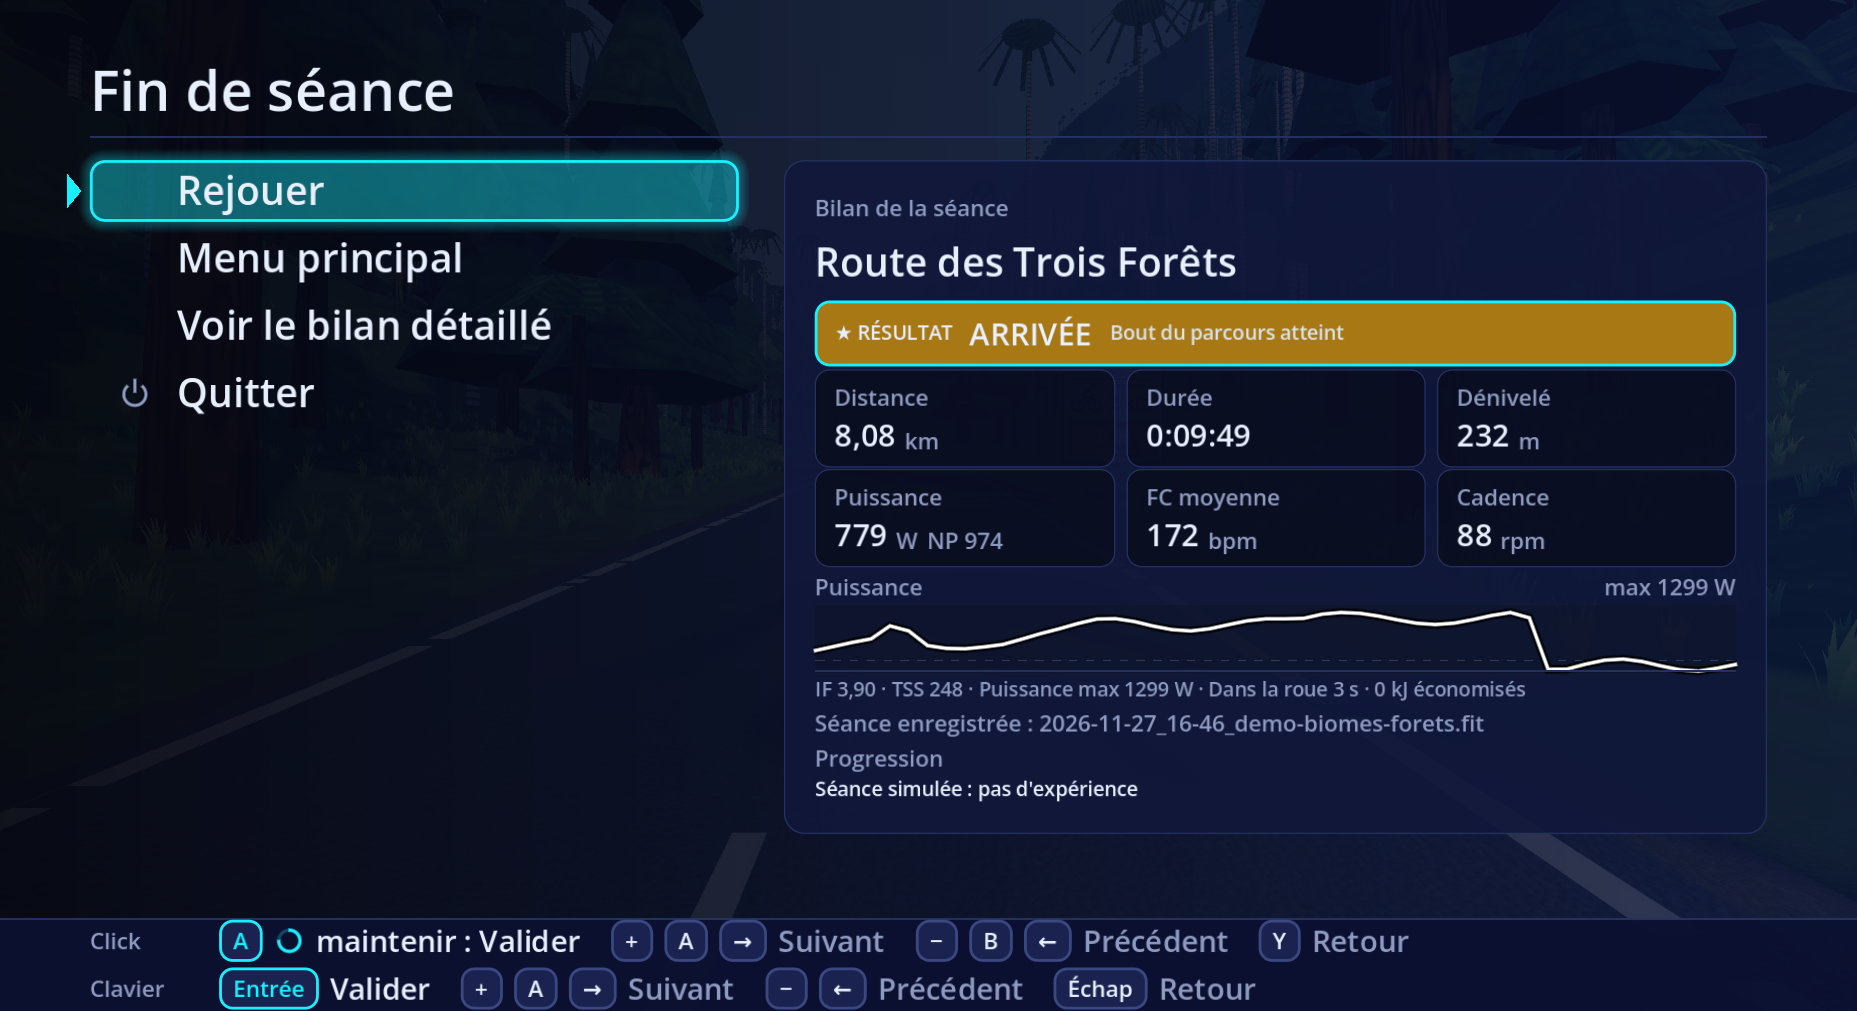 Fin de séance
Rejouer
Menu principal
Voir le bilan détaillé
Quitter
Bilan de la séance
Route des Trois Forêts
★ RÉSULTAT ARRIVÉE Bout du parcours atteint
Distance
8,08 km
Durée
0:09:49
Dénivelé
232 m
Puissance
779 W NP 974
FC moyenne
172 bpm
Cadence
88 rpm
Puissance max 1299 W
IF 3,90 · TSS 248 · Puissance max 1299 W · Dans la roue 3 s · 0 kJ économisés
Séance enregistrée : 2026-11-27_16-46_demo-biomes-forets.fit
Progression
Séance simulée : pas d'expérience
Click A maintenir : Valider + A → Suivant − B ← Précédent Y Retour
Clavier Entrée Valider + A → Suivant − ← Précédent Échap Retour